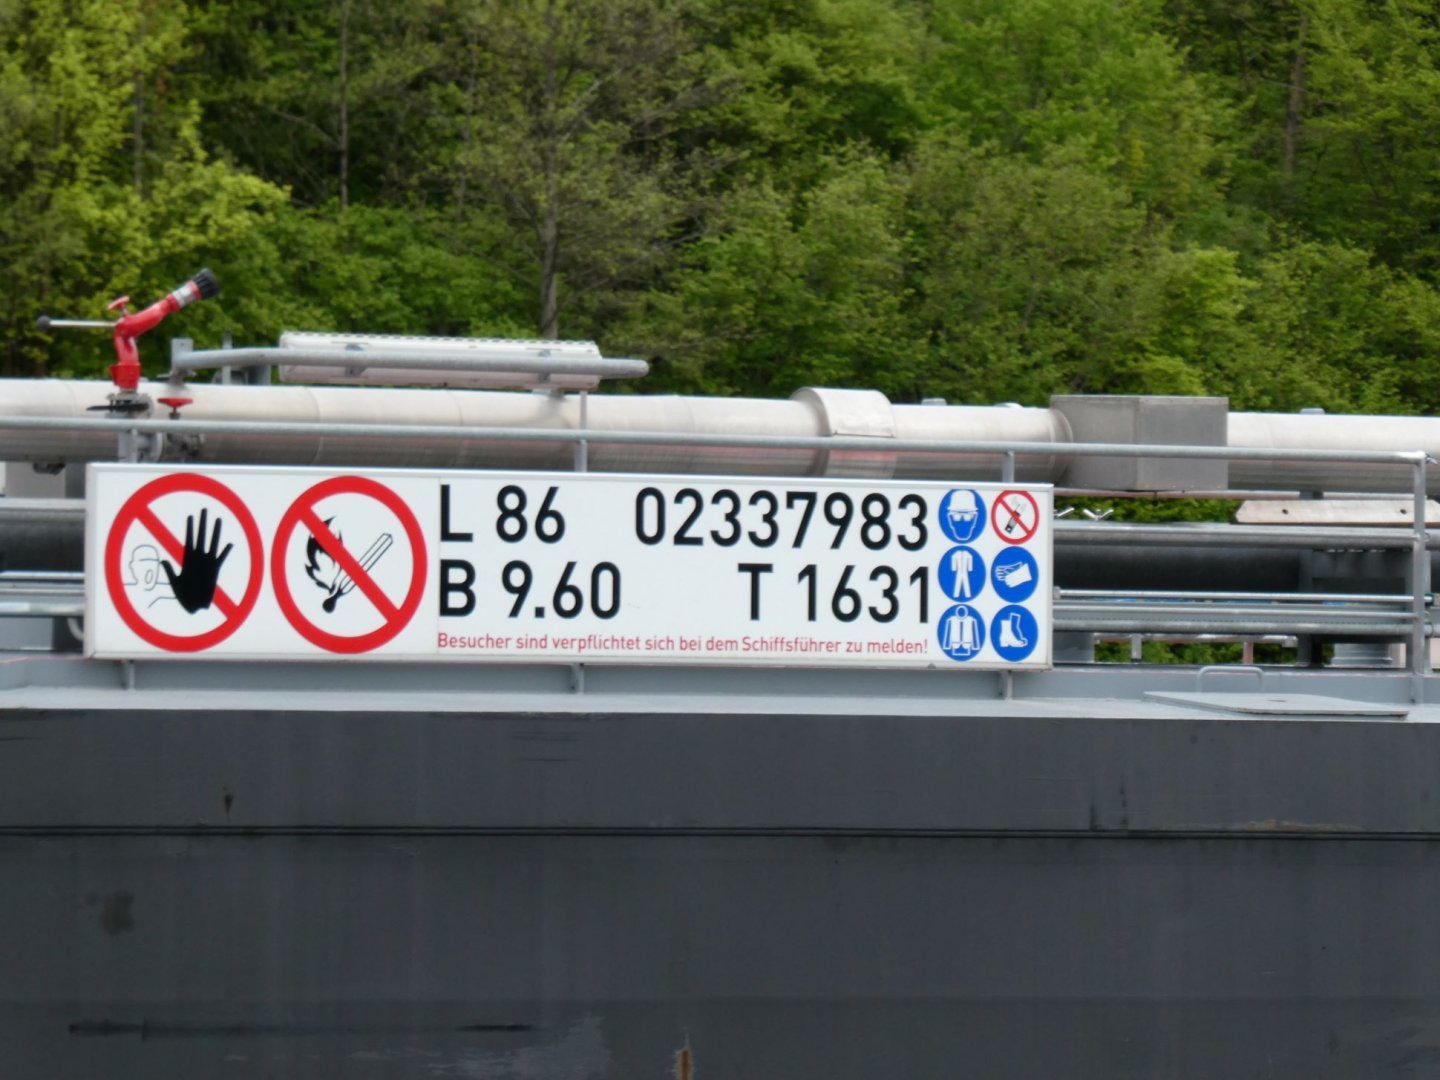 L 86 02337983
B 9.60 T 1631
Besucher sind verpflichtet sich bei dem Schiffsführer zu melden!